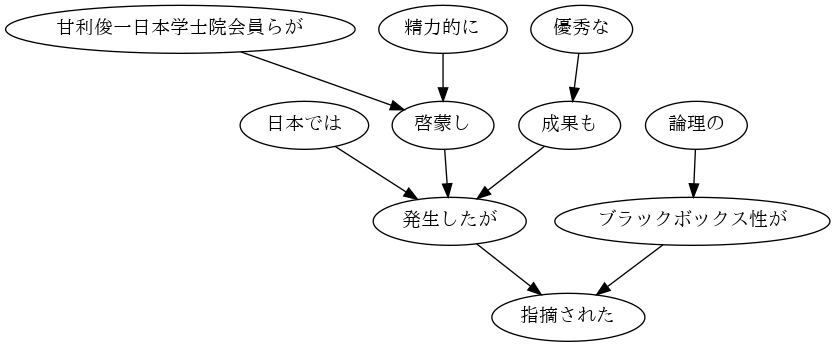 甘利俊一日本学士院会員らが 精力的に 優秀な
日本では 啓蒙し 成果も 論理の
発生したが ブラックボックス性が
指摘された